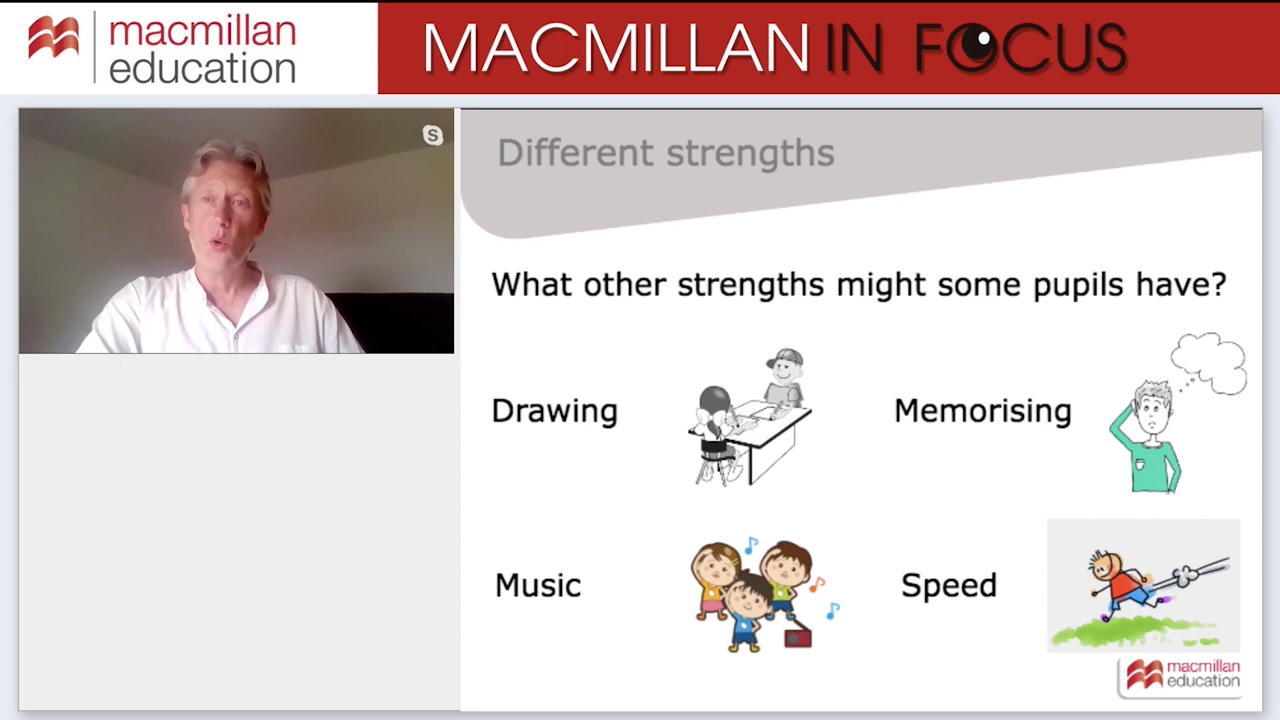 macmillan
education
MACMILLAN IN FOCUS
S
Different strengths
What other strengths might some pupils have?
Drawing
Memorising
Music
Speed
macmillan
education